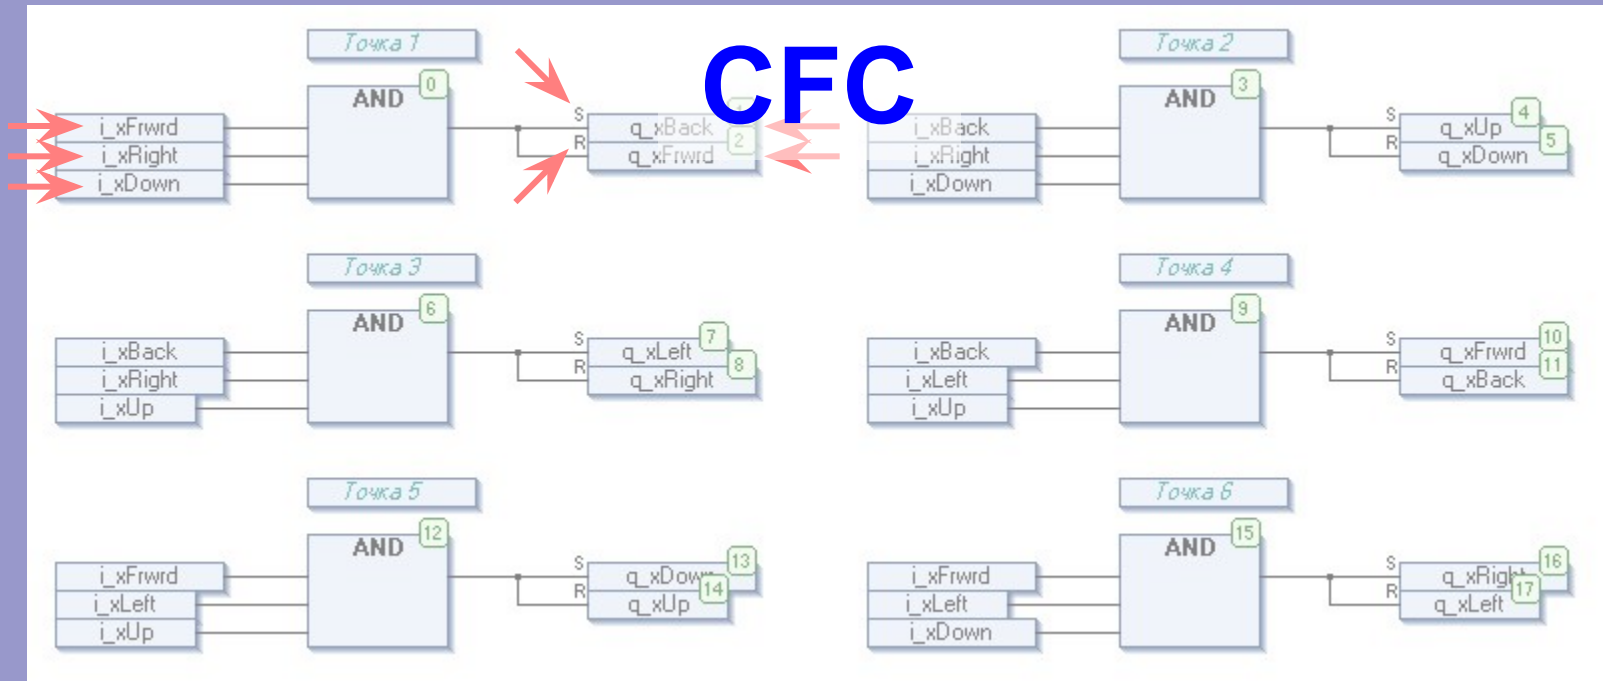 CFC
Точка 1
AND
0
i_xFrwrd
i_xRight
i_xDown
S
q_xBack
R
q_xFrwrd
2
Точка 2
AND
3
i_xBack
i_xRight
i_xDown
S
q_xUp
4
R
q_xDown
5
Точка 3
AND
6
i_xBack
i_xRight
i_xUp
S
q_xLeft
7
R
q_xRight
8
Точка 4
AND
9
i_xBack
i_xLeft
i_xUp
S
q_xFrwrd
10
R
q_xBack
11
Точка 5
AND
12
i_xFrwrd
i_xLeft
i_xUp
S
q_xDown
13
R
q_xUp
14
Точка 6
AND
15
i_xFrwrd
i_xLeft
i_xDown
S
q_xRight
16
R
q_xLeft
17